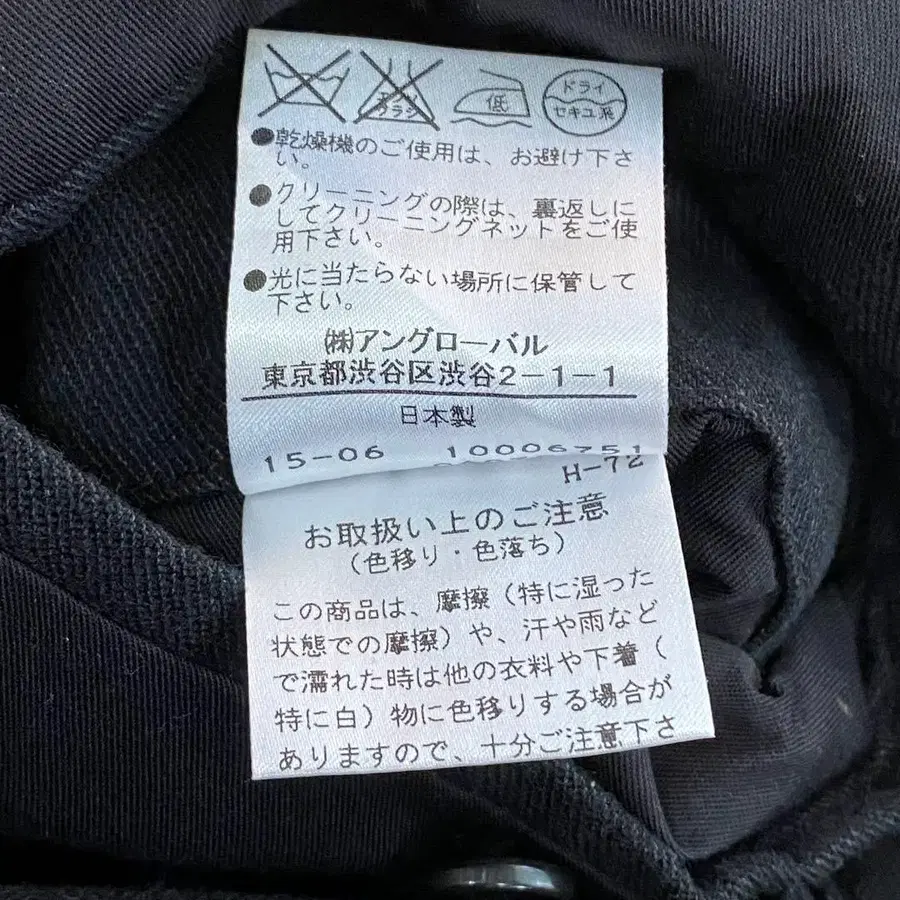 エンソ
サラシ
低
ドライ
セキユ系
●乾燥機のご使用は、お避け下さ
い。
●クリーニングの際は、裏返しに
してクリーニングネットをご使
用下さい。
●光に当たらない場所に保管して
下さい。
㈱アングローバル
東京都渋谷区渋谷2-1-1
日本製
15-06 10006751
H-72
お取扱い上のご注意
(色移り・色落ち)
この商品は、摩擦(特に湿った
状態での摩擦)や、汗や雨など
で濡れた時は他の衣料や下着(
特に白)物に色移りする場合が
ありますので、十分ご注意下さ